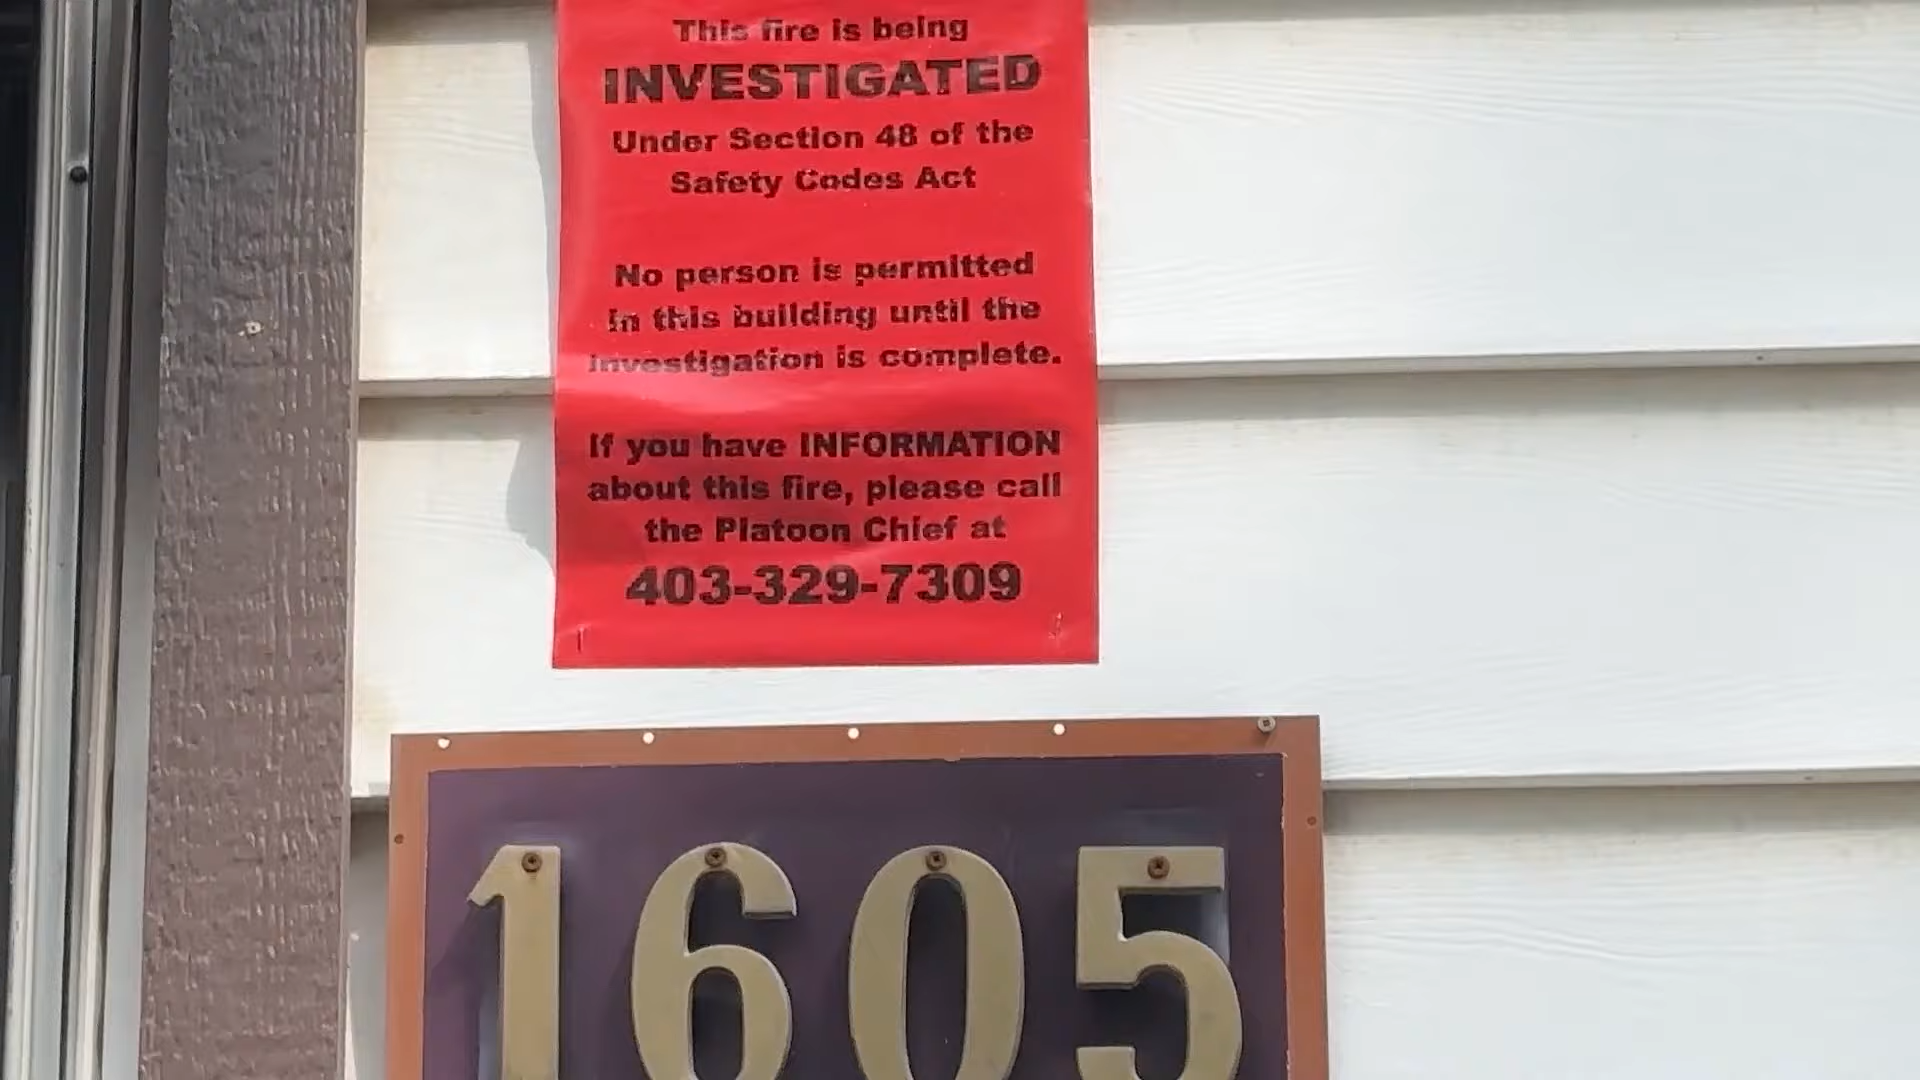 This fire is being
INVESTIGATED
Under Section 48 of the
Safety Codes Act
No person is permitted
in this building until the
investigation is complete.
If you have INFORMATION
about this fire, please call
the Platoon Chief at
403-329-7309
1605